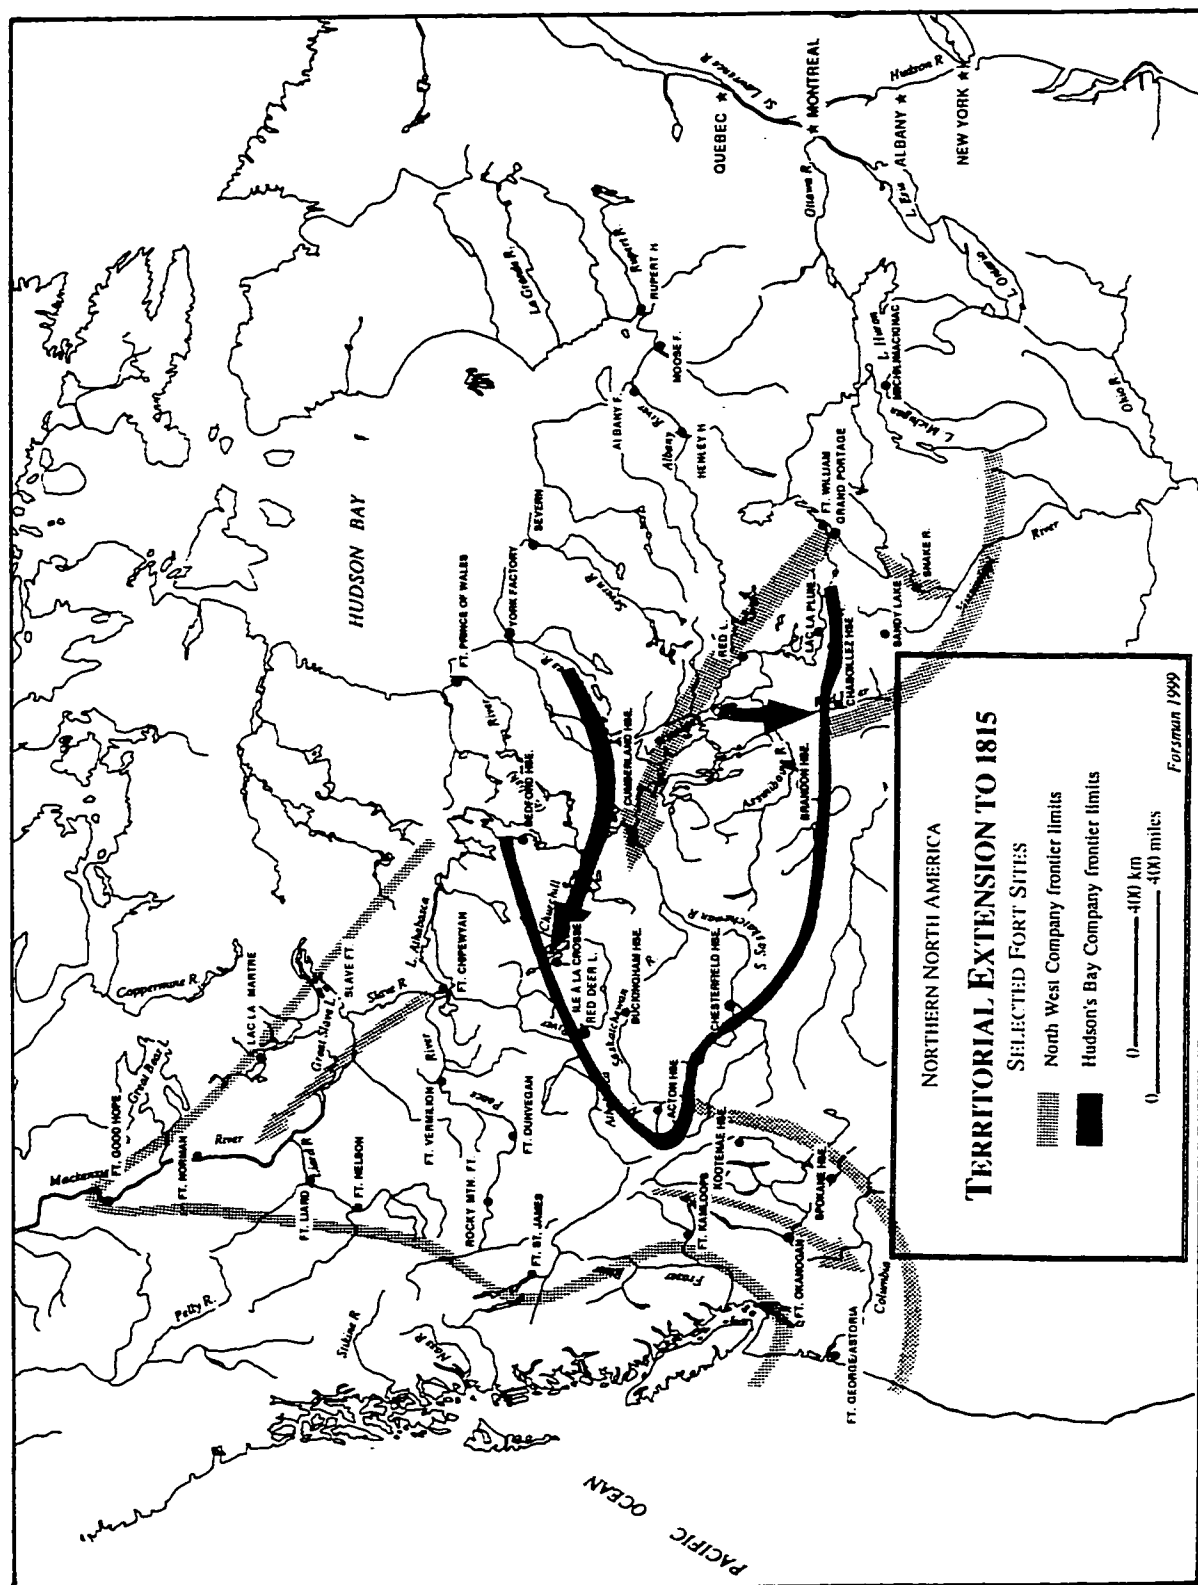 NORTHERN NORTH AMERICA
TERRITORIAL EXTENSION TO 1815
SELECTED FORT SITES
North West Company frontier limits
Hudson's Bay Company frontier limits
0 400 km
0 400 miles
Forsman 1999
HUDSON BAY
PACIFIC OCEAN
Mackenzie
River
FT. GOOD HOPE
Great Bear L
FT. NORMAN
LAC LA MARTRE
Coppermine R
Great Slave L
SLAVE FT.
Slave R
L. Athabasca
FT. CHIPEWYAN
Pelly R.
FT. LIARD
Liard R
FT. NELSON
FT. VERMILION
Peace
River
FT. DUNVEGAN
ROCKY MTN. FT.
FT. ST. JAMES
Stikine R
Nass R
Fraser
FT. KAMLOOPS
KOOTENAE HSE.
SPOKANE HSE.
FT. OKANOGAN
FT. GEORGE/ASTORIA
Columbia
ACTON HSE
CHESTERFIELD HSE.
BUCKINGHAM HSE.
Saskatchewan
R
S. Saskatchewan R
RED DEER L.
ILE A LA CROSSE
Churchill
BEDFORD HSE.
River
FT. PRINCE OF WALES
YORK FACTORY
SEVERN
Severn R
CUMBERLAND HSE.
Assiniboine R
BRANDON HSE.
CHABOILLEZ HSE
RED L.
LAC LA PLUIE
SANDY LAKE
SNAKE R.
FT. WILLIAM
GRAND PORTAGE
ALBANY F.
Albany
River
HENLEY H
MOOSE F.
RUPERT H
Rupert R.
La Grande R.
MICHILIMACKINAC
L. Huron
L. Michigan
River
Ohio R.
L. Ontario
L. Erie
Ottawa R.
St Lawrence R
QUEBEC
MONTREAL
ALBANY
Hudson R
NEW YORK